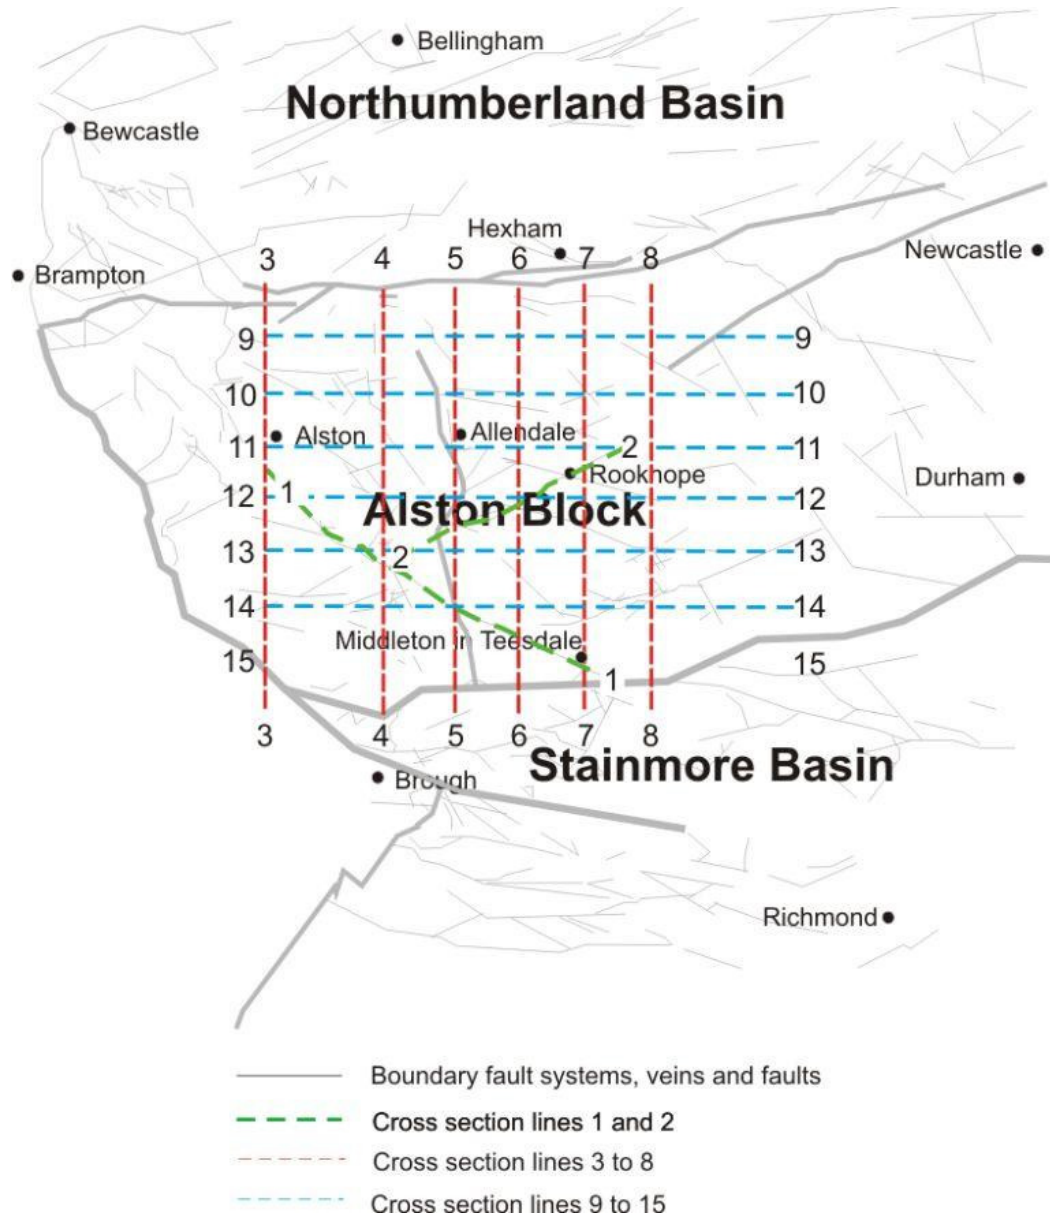 Bellingham
Northumberland Basin
Bewcastle
Hexham
3 4 5 6 7 8
Newcastle
Brampton
9 9
10 10
11 Alston Allendale 2 11
Rookhope
Durham
1
12 12
Alston Block
13 2 13
14 14
Middleton in Teesdale
15 15
1
3 4 5 6 7 8
Stainmore Basin
Brough
Richmond
Boundary fault systems, veins and faults
Cross section lines 1 and 2
Cross section lines 3 to 8
Cross section lines 9 to 15